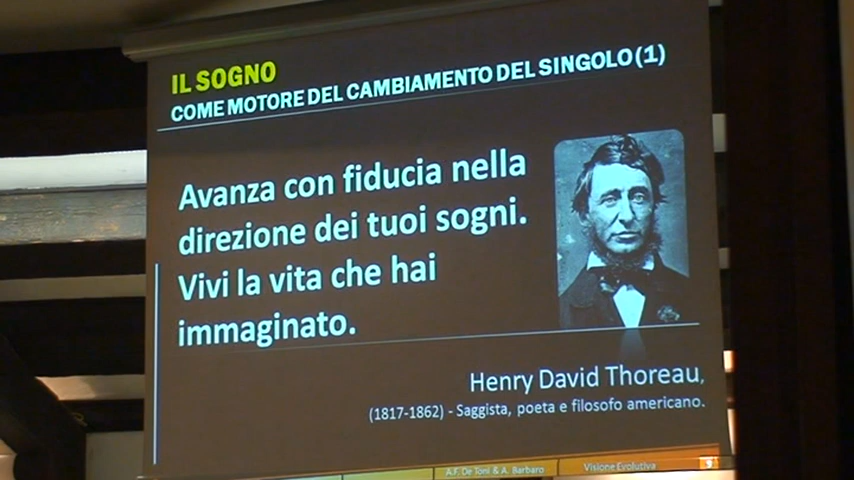 IL SOGNO
COME MOTORE DEL CAMBIAMENTO DEL SINGOLO (1)
Avanza con fiducia nella
direzione dei tuoi sogni.
Vivi la vita che hai
immaginato.
Henry David Thoreau,
(1817-1862) - Saggista, poeta e filosofo americano.
A.F. De Toni & A. Barbaro
Visione Evolutiva
9